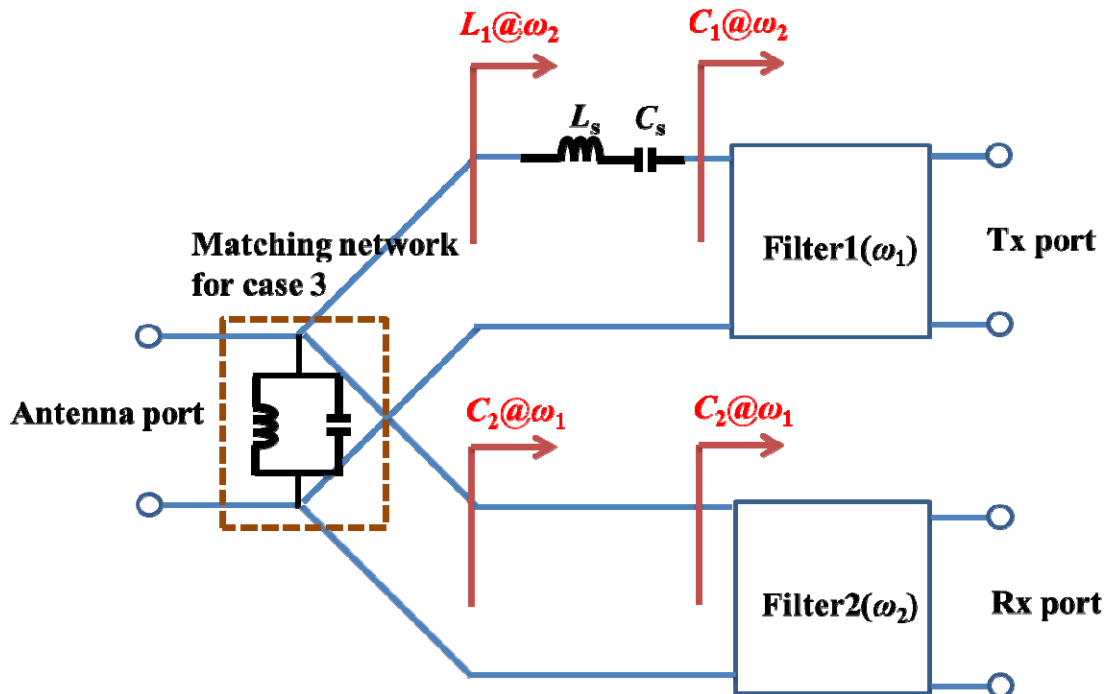 L₁@ω₂
C₁@ω₂
Lₛ
Cₛ
Matching network
for case 3
Filter1(ω₁)
Tx port
Antenna port
C₂@ω₁
C₂@ω₁
Filter2(ω₂)
Rx port